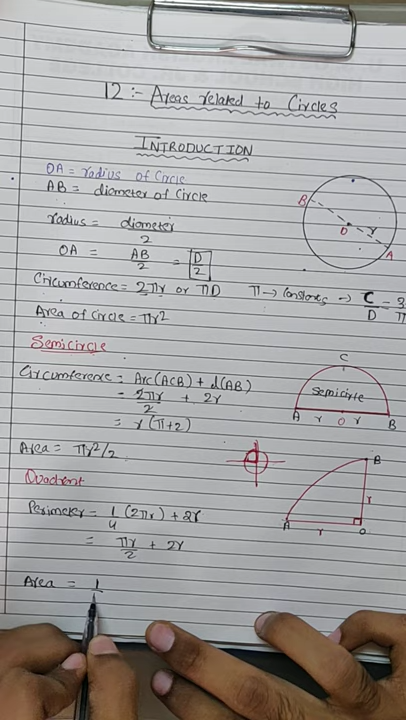 12 :- Areas related to Circles
INTRODUCTION
OA = radius of Circle
AB = diameter of Circle
radius = diameter
2
OA = AB/2 = D/2
Circumference = 2πr or πD π → Constant → C/D = 3
π
Area of Circle = πr²
Semicircle
Circumference = Arc(ACB) + d(AB)
= 2πr/2 + 2r
= r(π+2)
Area = πr²/2
Quadrant
Perimeter = 1/4 (2πr) + 2r
= πr/2 + 2r
Area = 1
B
O
r
A
C
Semicircle
A r O r B
B
r
A r O